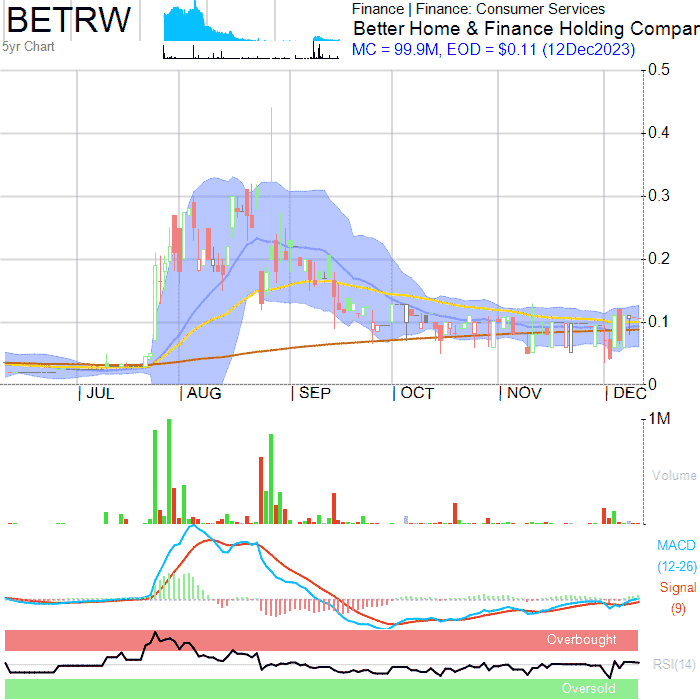 BETRW
5yr Chart
Finance | Finance: Consumer Services
Better Home & Finance Holding Compan
MC = 99.9M, EOD = $0.11 (12Dec2023)
0.5
0.4
0.3
0.2
0.1
0
JUL AUG SEP OCT NOV DEC
1M
Volume
MACD
(12-26)
Signal
(9)
Overbought
RSI(14)
Oversold